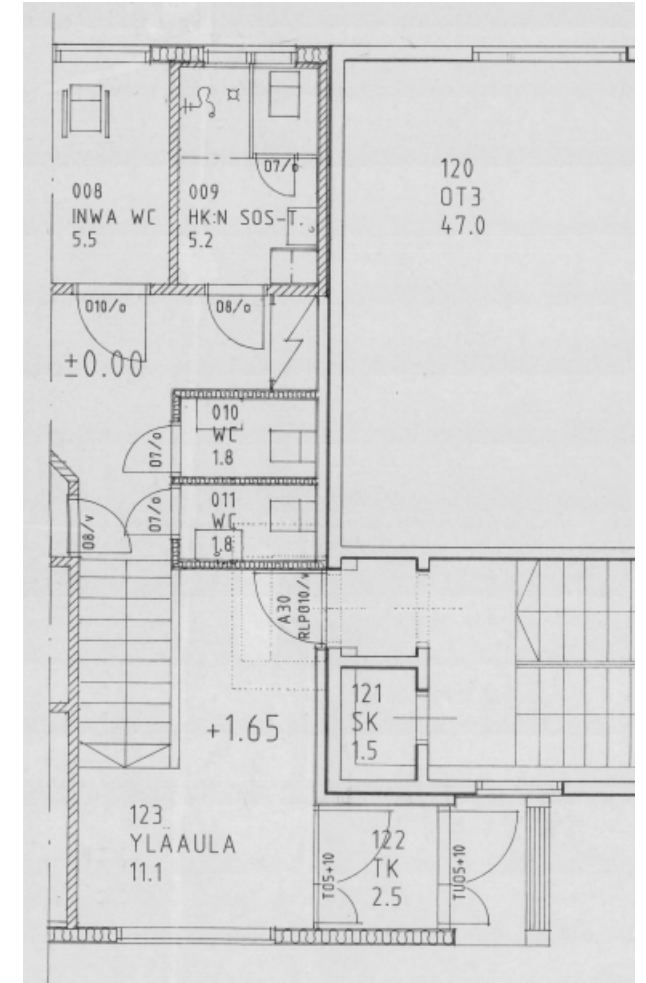 008
INWA WC
5.5
009
HK:N SOS-T.
5.2
07/o
120
OT3
47.0
010/o
08/o
±0.00
010
WC
1.8
07/o
011
WC
1.8
07/o
08/v
A30
RLPB10/v
121
SK
1.5
+1.65
123
YLÄAULA
11.1
122
TK
2.5
T05+10
TU05+10